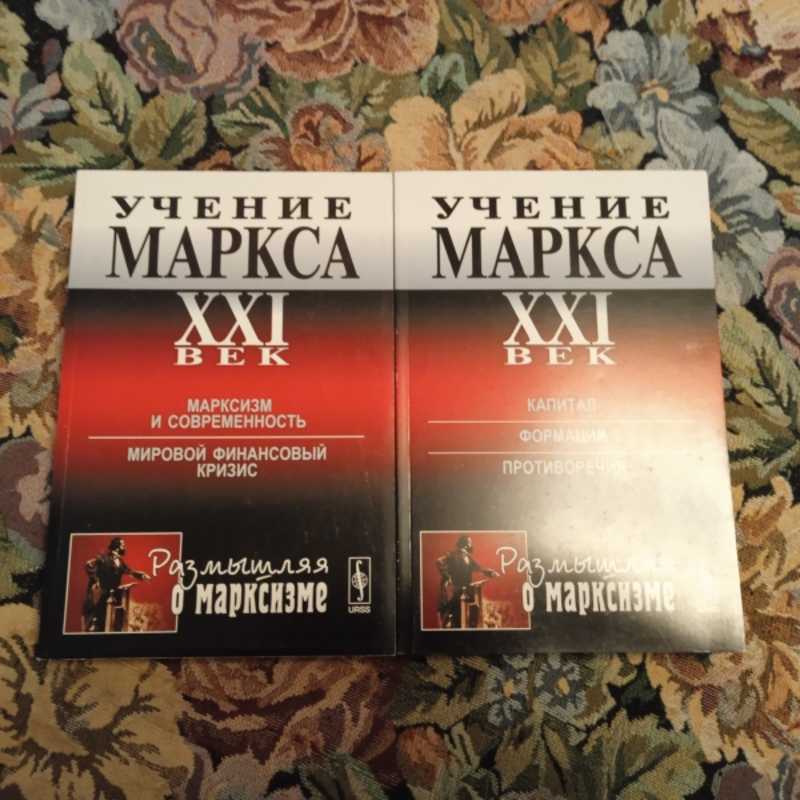 УЧЕНИЕ
МАРКСА
XXI
ВЕК
МАРКСИЗМ
И СОВРЕМЕННОСТЬ
МИРОВОЙ ФИНАНСОВЫЙ
КРИЗИС
Размышляя
о марксизме
URSS
УЧЕНИЕ
МАРКСА
XXI
ВЕК
КАПИТАЛ
ФОРМАЦИИ
ПРОТИВОРЕЧИЯ
Размышляя
о марксизме